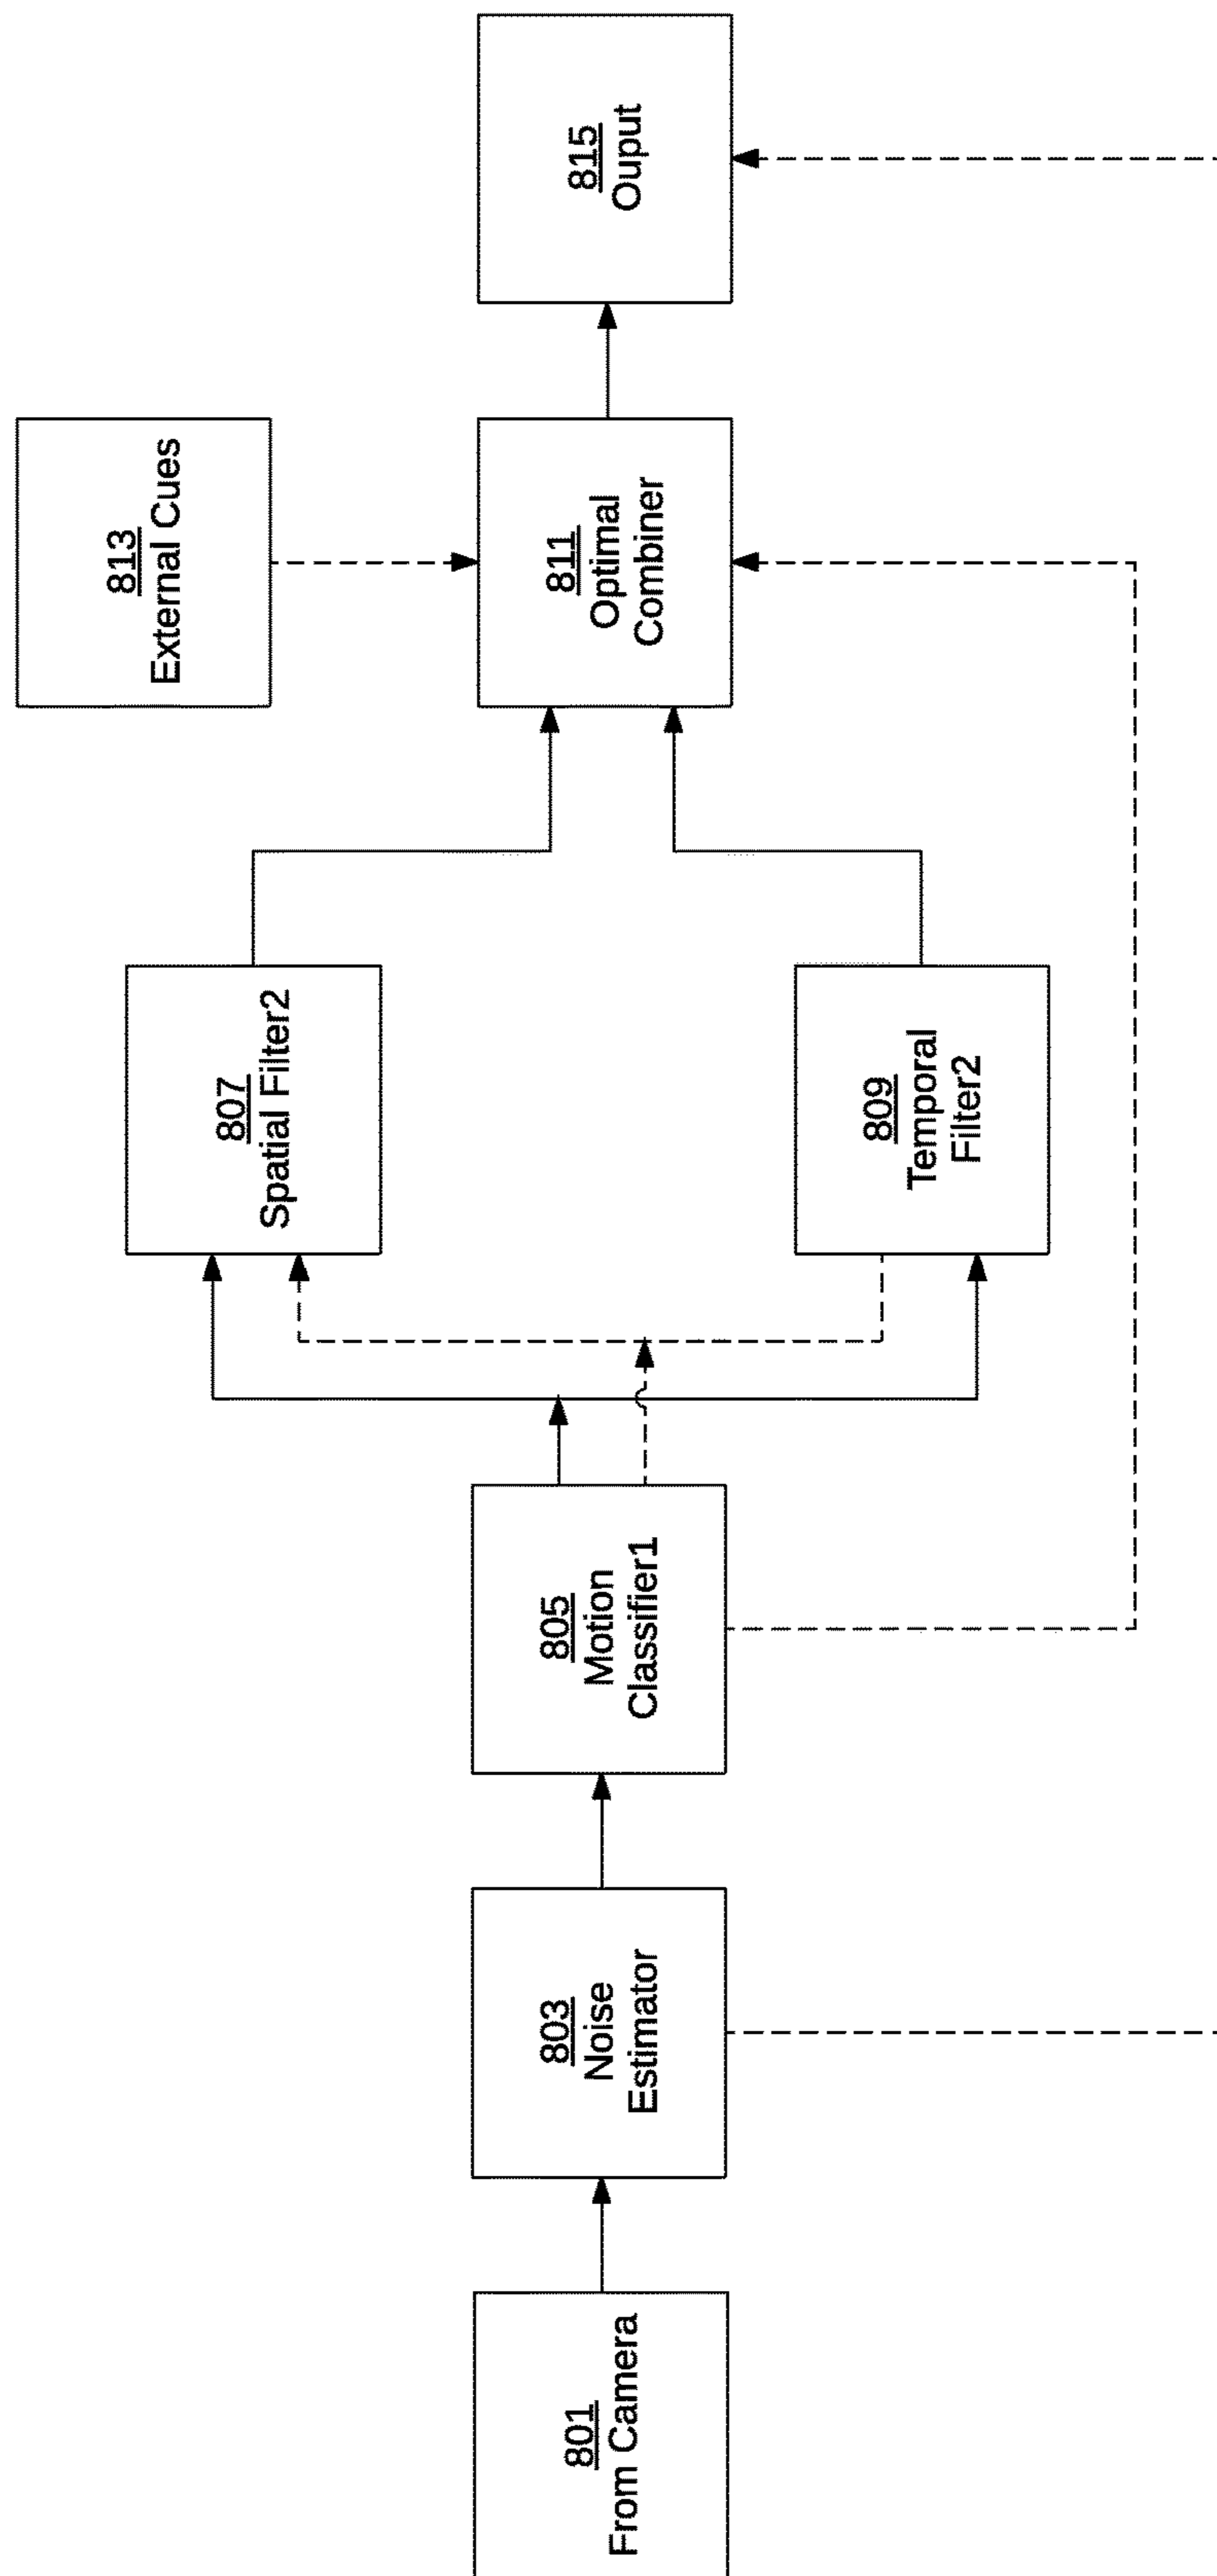 801
From Camera
803
Noise
Estimator
805
Motion
Classifier1
807
Spatial Filter2
809
Temporal
Filter2
813
External Cues
811
Optimal
Combiner
815
Ouput